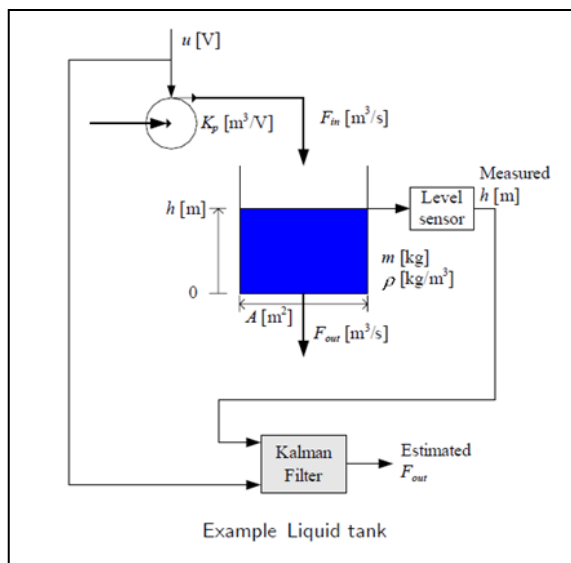 u [V]
K_p [m³/V]
F_in [m³/s]
Measured
h [m]
Level
sensor
h [m]
m [kg]
ρ [kg/m³]
0
A [m²]
F_out [m³/s]
Kalman
Filter
Estimated
F_out
Example Liquid tank